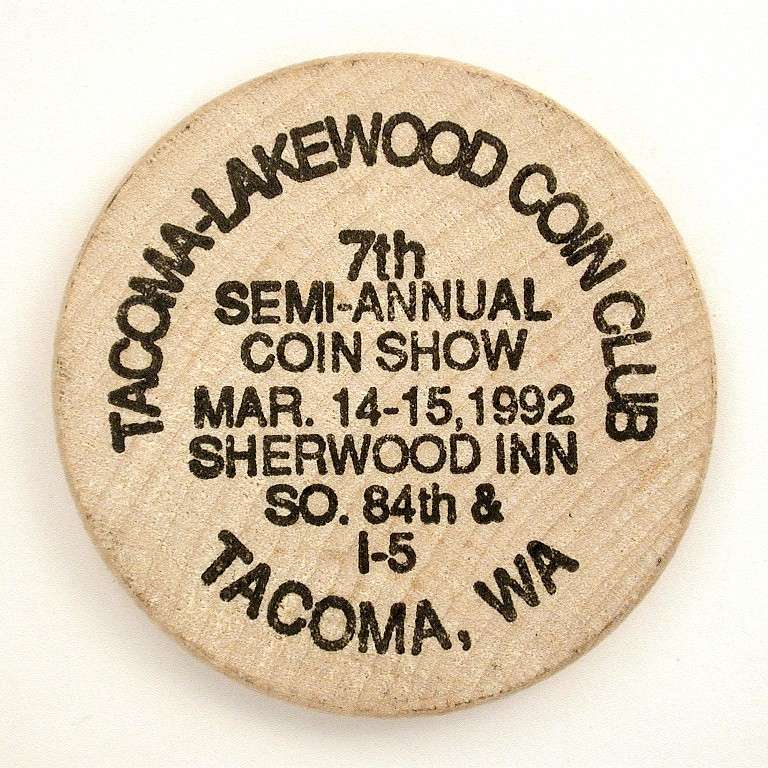 TACOMA-LAKEWOOD COIN CLUB
7th
SEMI-ANNUAL
COIN SHOW
MAR. 14-15,1992
SHERWOOD INN
SO. 84th &
I-5
TACOMA, WA